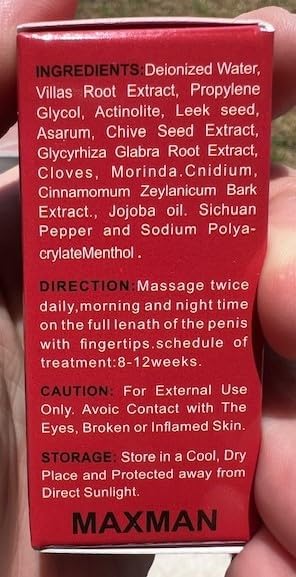 INGREDIENTS:Deionized Water,
Villas Root Extract, Propylene
Glycol, Actinolite, Leek seed,
Asarum, Chive Seed Extract,
Glycyrhiza Glabra Root Extract,
Cloves, Morinda.Cnidium,
Cinnamomum Zeylanicum Bark
Extract., Jojoba oil. Sichuan
Pepper and Sodium Polya-
crylateMenthol .
DIRECTION:Massage twice
daily,morning and night time
on the full lenath of the penis
with fingertips.schedule of
treatment:8-12weeks.
CAUTION: For External Use
Only. Avoic Contact with The
Eyes, Broken or Inflamed Skin.
STORAGE: Store in a Cool, Dry
Place and Protected away from
Direct Sunlight.
MAXMAN